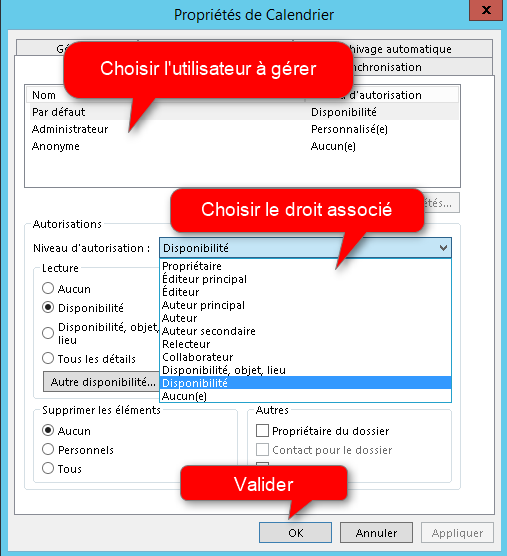 Propriétés de Calendrier
x
chivage automatique
nchronisation
Choisir l'utilisateur à gérer
Nom d'autorisation
Par défaut Disponibilité
Administrateur Personnalisé(e)
Anonyme Aucun(e)
Choisir le droit associé
Autorisations
Niveau d'autorisation : Disponibilité
Propriétaire
Éditeur principal
Éditeur
Auteur principal
Auteur
Auteur secondaire
Relecteur
Collaborateur
Disponibilité, objet, lieu
Disponibilité
Aucun(e)
Lecture
Aucun
Disponibilité
Disponibilité, objet,
lieu
Tous les détails
Autre disponibilité...
Supprimer les éléments
Aucun
Personnels
Tous
Autres
Propriétaire du dossier
Contact pour le dossier
Valider
OK Annuler Appliquer